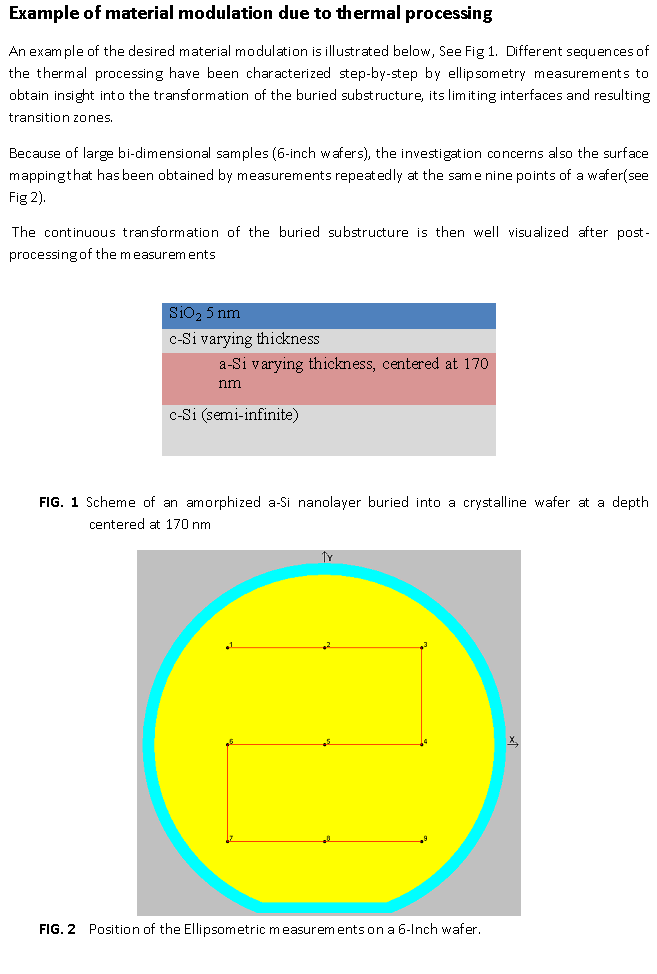 Example of material modulation due to thermal processing
An example of the desired material modulation is illustrated below, See Fig 1. Different sequences of
the thermal processing have been characterized step-by-step by ellipsometry measurements to
obtain insight into the transformation of the buried substructure, its limiting interfaces and resulting
transition zones.
Because of large bi-dimensional samples (6-inch wafers), the investigation concerns also the surface
mapping that has been obtained by measurements repeatedly at the same nine points of a wafer(see
Fig 2).
The continuous transformation of the buried substructure is then well visualized after post-
processing of the measurements
SiO₂ 5 nm
c-Si varying thickness
a-Si varying thickness, centered at 170
nm
c-Si (semi-infinite)
FIG. 1 Scheme of an amorphized a-Si nanolayer buried into a crystalline wafer at a depth
centered at 170 nm
Y
1 2 3
6 5 4 X
7 8 9
FIG. 2 Position of the Ellipsometric measurements on a 6-Inch wafer.